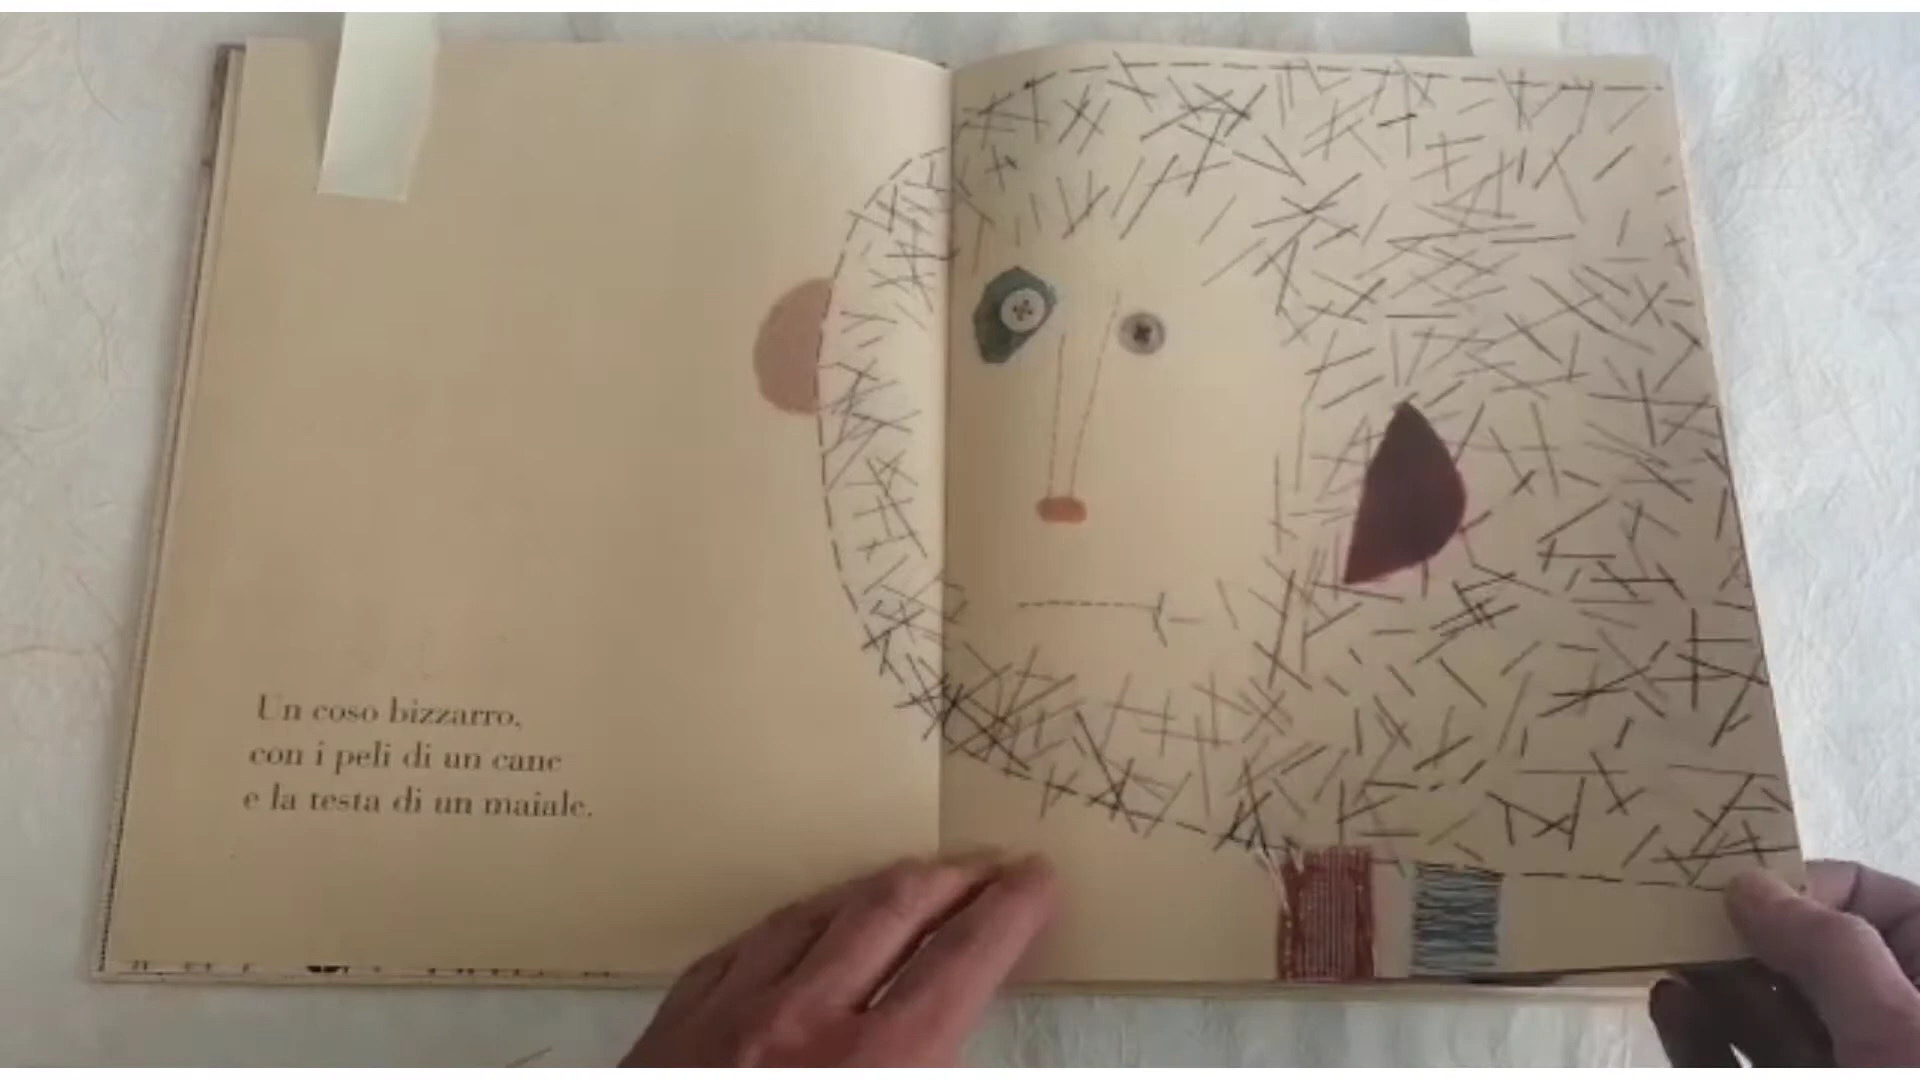 Un coso bizzarro,
con i peli di un cane
e la testa di un maiale.